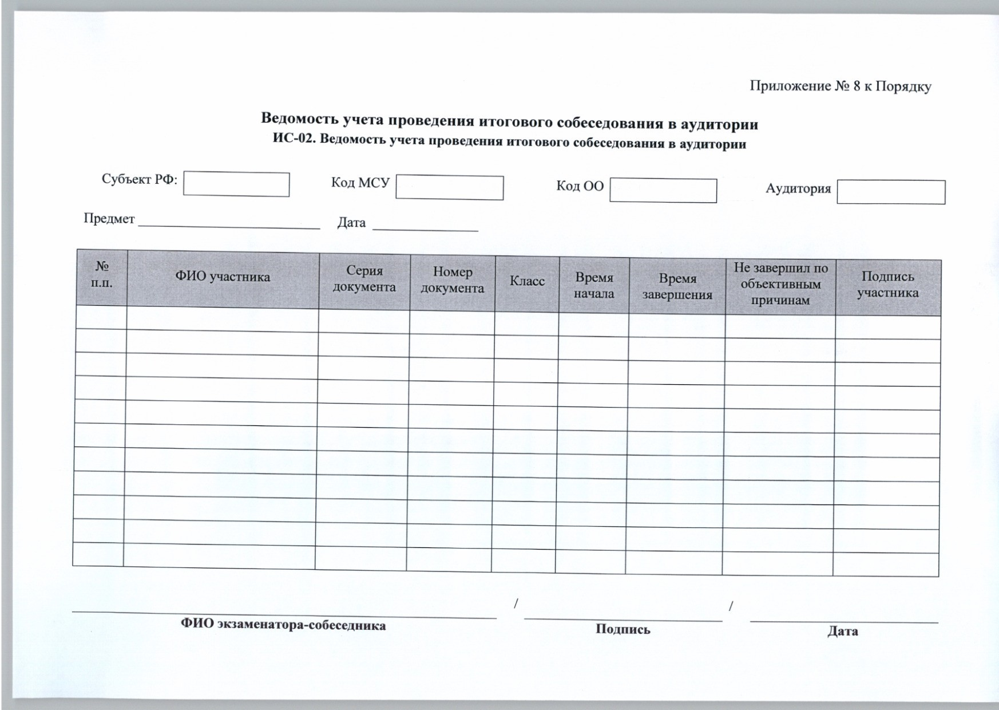 Приложение № 8 к Порядку
Ведомость учета проведения итогового собеседования в аудитории
ИС-02. Ведомость учета проведения итогового собеседования в аудитории
Субъект РФ: Код МСУ Код ОО Аудитория
Предмет Дата
№ п.п.
ФИО участника
Серия документа
Номер документа
Класс
Время начала
Время завершения
Не завершил по объективным причинам
Подпись участника
/ /
ФИО экзаменатора-собеседника Подпись Дата